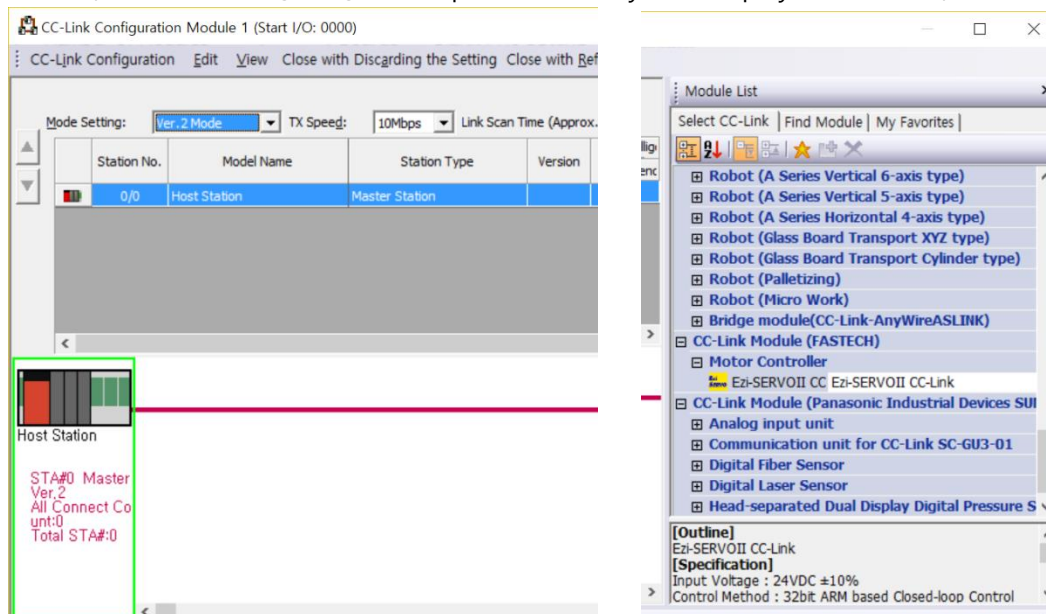 CC-Link Configuration Module 1 (Start I/O: 0000)
CC-Link Configuration Edit View Close with Discarding the Setting Close with Ref
Mode Setting: Ver.2 Mode TX Speed: 10Mbps Link Scan Time (Approx.
Station No. Model Name Station Type Version
0/0 Host Station Master Station
Host Station
STA#0 Master
Ver.2
All Connect Co
unt:0
Total STA#:0
Module List
Select CC-Link Find Module My Favorites
Robot (A Series Vertical 6-axis type)
Robot (A Series Vertical 5-axis type)
Robot (A Series Horizontal 4-axis type)
Robot (Glass Board Transport XYZ type)
Robot (Glass Board Transport Cylinder type)
Robot (Palletizing)
Robot (Micro Work)
Bridge module(CC-Link-AnyWireASLINK)
CC-Link Module (FASTECH)
Motor Controller
Ezi-SERVOII CC Ezi-SERVOII CC-Link
CC-Link Module (Panasonic Industrial Devices SUN
Analog input unit
Communication unit for CC-Link SC-GU3-01
Digital Fiber Sensor
Digital Laser Sensor
Head-separated Dual Display Digital Pressure S
[Outline]
Ezi-SERVOII CC-Link
[Specification]
Input Voltage : 24VDC ±10%
Control Method : 32bit ARM based Closed-loop Control